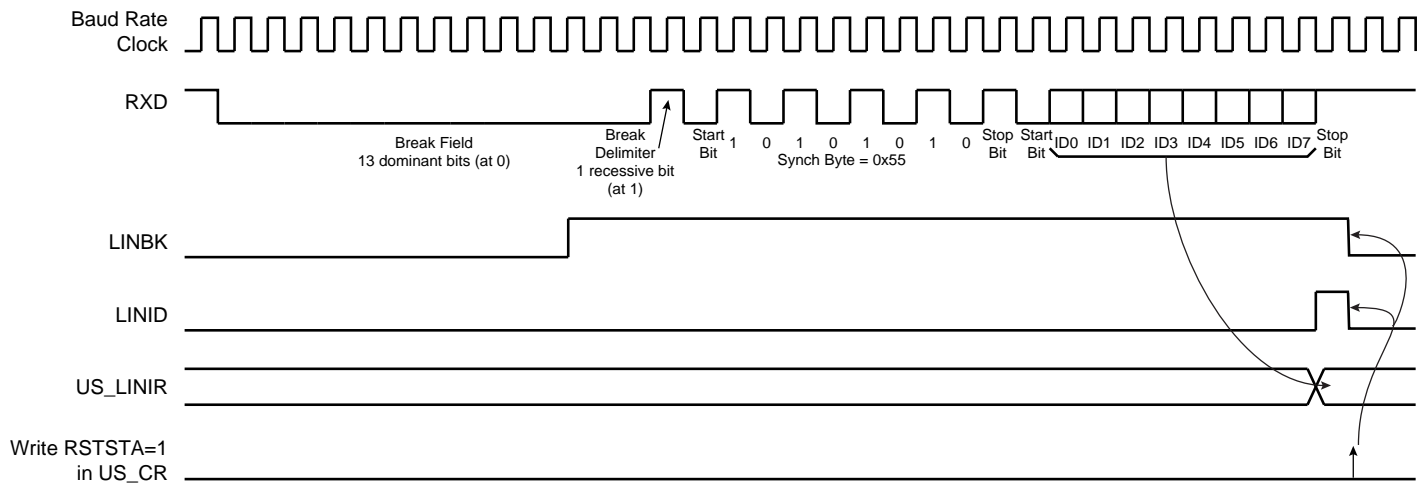 Baud Rate
Clock
RXD
Break Field
13 dominant bits (at 0)
Break
Delimiter
1 recessive bit
(at 1)
Start
Bit
1 0 1 0 1 0 1 0
Synch Byte = 0x55
Stop
Bit
Start
Bit
ID0 ID1 ID2 ID3 ID4 ID5 ID6 ID7
Stop
Bit
LINBK
LINID
US_LINIR
Write RSTSTA=1
in US_CR